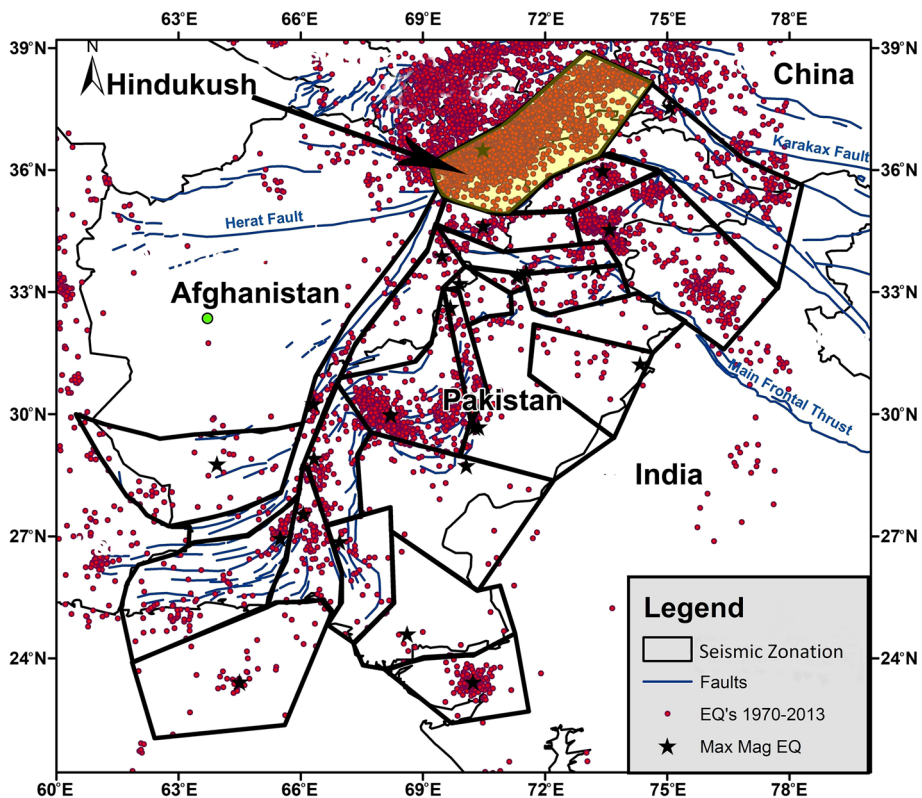 63°E 66°E 69°E 72°E 75°E 78°E
39°N 39°N
N
Hindukush
China
Karakax Fault
36°N 36°N
Herat Fault
Afghanistan
33°N 33°N
Main Frontal Thrust
30°N 30°N
Pakistan
India
27°N 27°N
Legend
Seismic Zonation
24°N 24°N
Faults
EQ's 1970-2013
Max Mag EQ
60°E 63°E 66°E 69°E 72°E 75°E 78°E